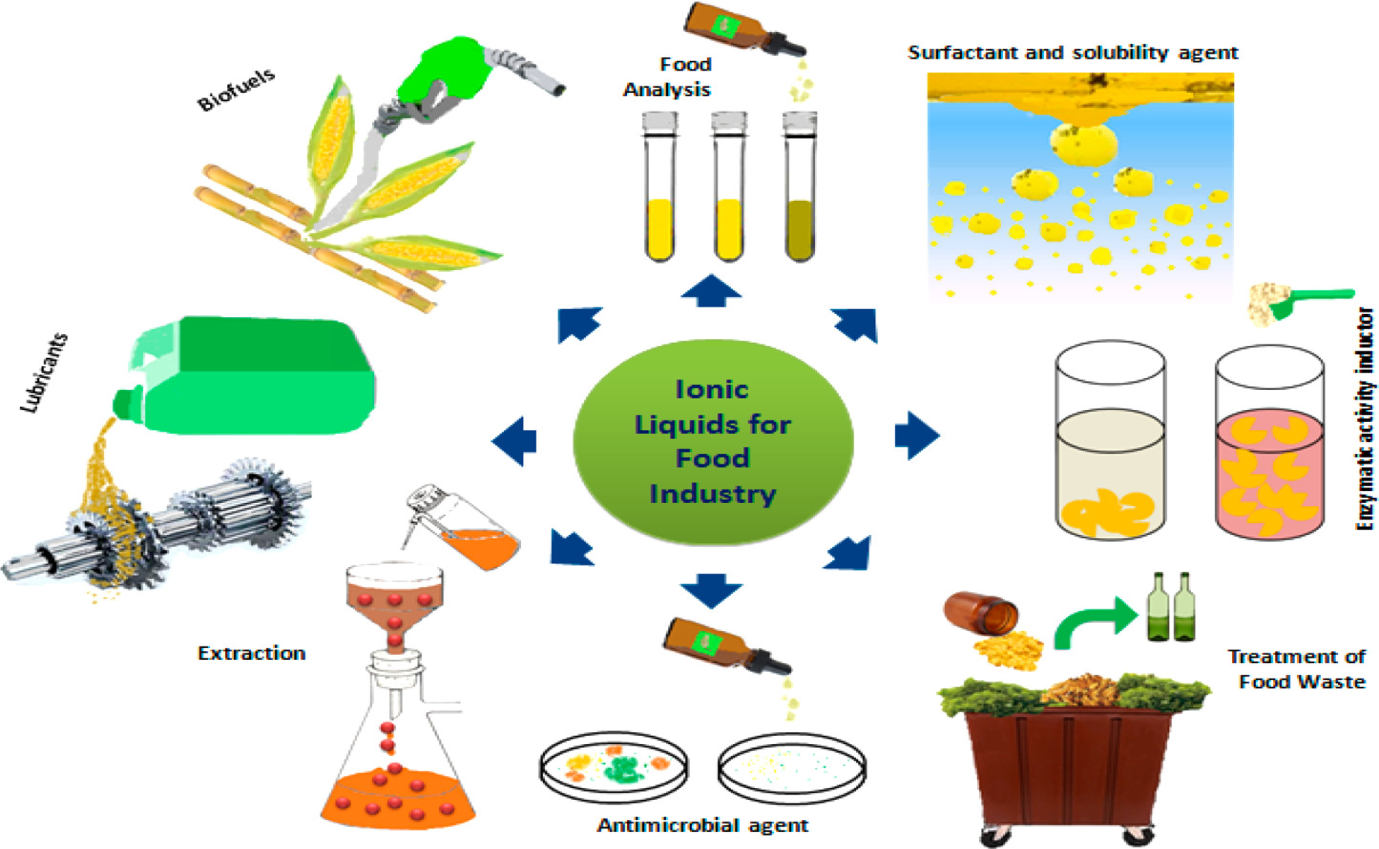 Biofuels
Food
Analysis
Surfactant and solubility agent
Lubricants
Ionic
Liquids for
Food
Industry
Enzymatic activity inductor
Extraction
Treatment of
Food Waste
Antimicrobial agent